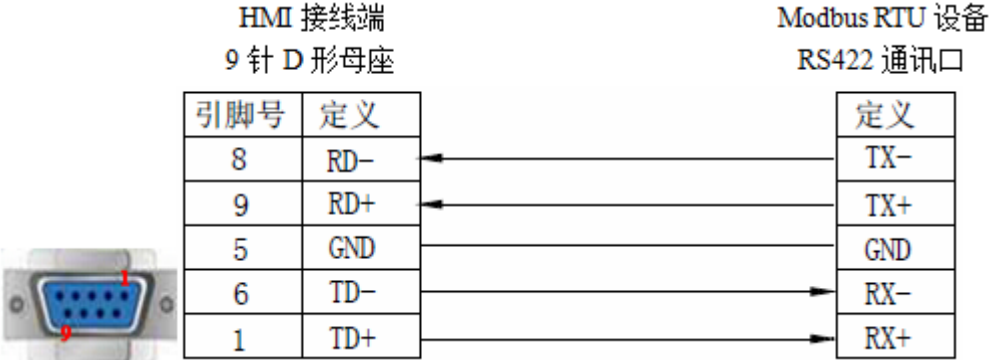 HMI 接线端 Modbus RTU 设备
9 针 D 形母座 RS422 通讯口
引脚号 定义 定义
8 RD- TX-
9 RD+ TX+
5 GND GND
6 TD- RX-
1 TD+ RX+
1
9